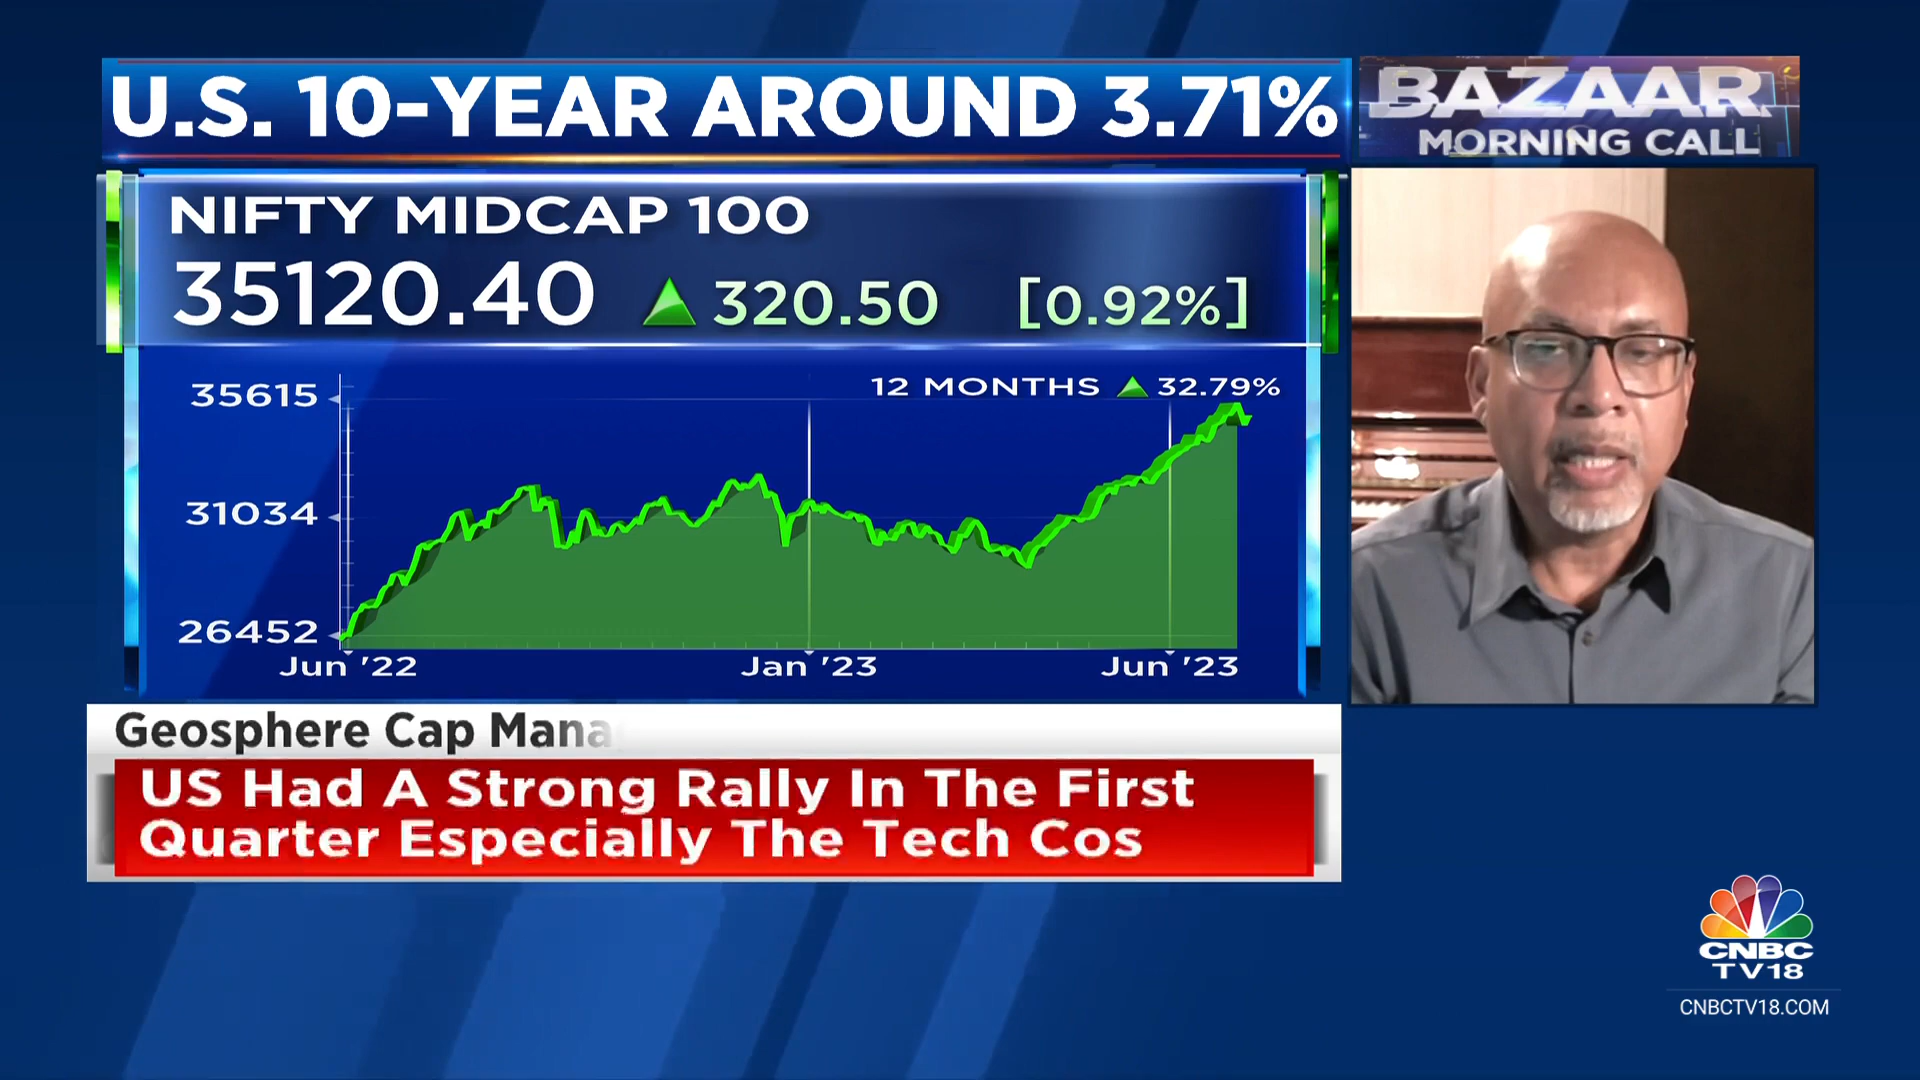 U.S. 10-YEAR AROUND 3.71%
BAZAAR
MORNING CALL
NIFTY MIDCAP 100
35120.40 ▲ 320.50 [0.92%]
12 MONTHS ▲ 32.79%
35615
31034
26452
Jun '22 Jan '23 Jun '23
Geosphere Cap Mana
US Had A Strong Rally In The First
Quarter Especially The Tech Cos
CNBC
TV18
CNBCTV18.COM